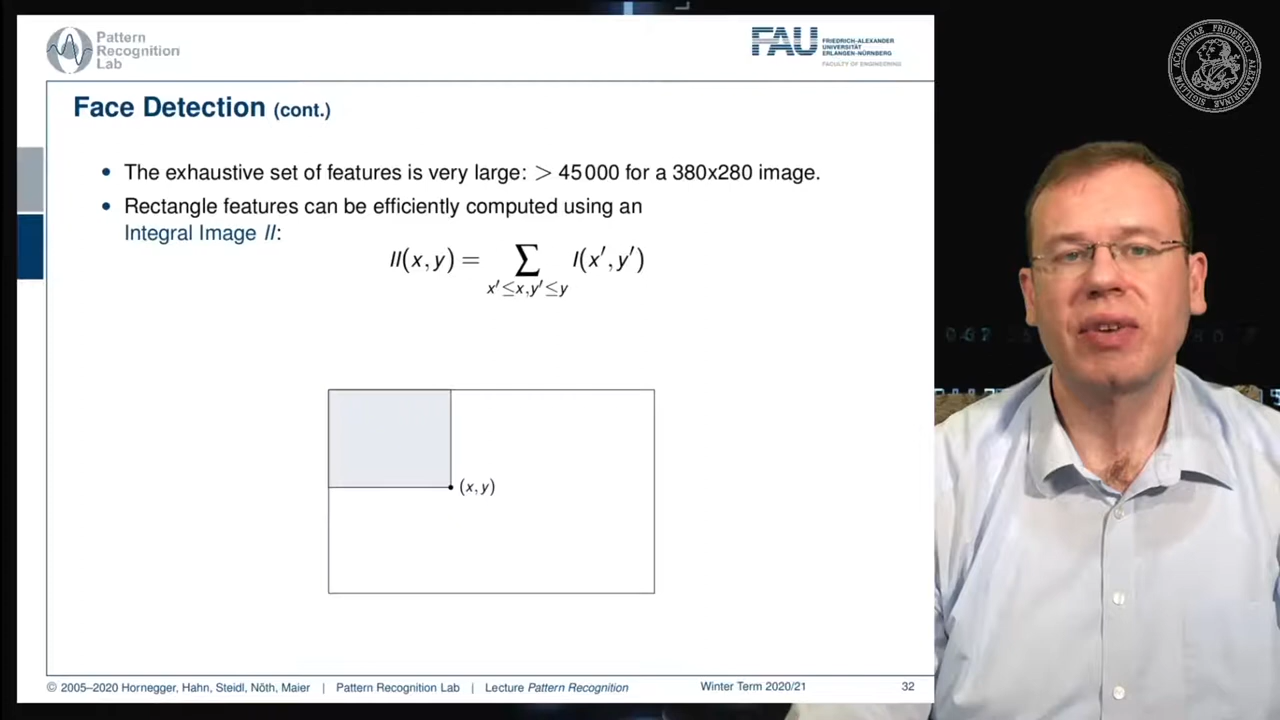 Pattern
Recognition
Lab
FAU
FRIEDRICH-ALEXANDER
UNIVERSITÄT
ERLANGEN-NÜRNBERG
FACULTY OF ENGINEERING
Face Detection (cont.)
• The exhaustive set of features is very large: > 45000 for a 380x280 image.
• Rectangle features can be efficiently computed using an
Integral Image II:
II(x,y) = ∑ I(x′,y′)
x′≤x,y′≤y
(x,y)
© 2005–2020 Hornegger, Hahn, Steidl, Nöth, Maier | Pattern Recognition Lab | Lecture Pattern Recognition Winter Term 2020/21 32